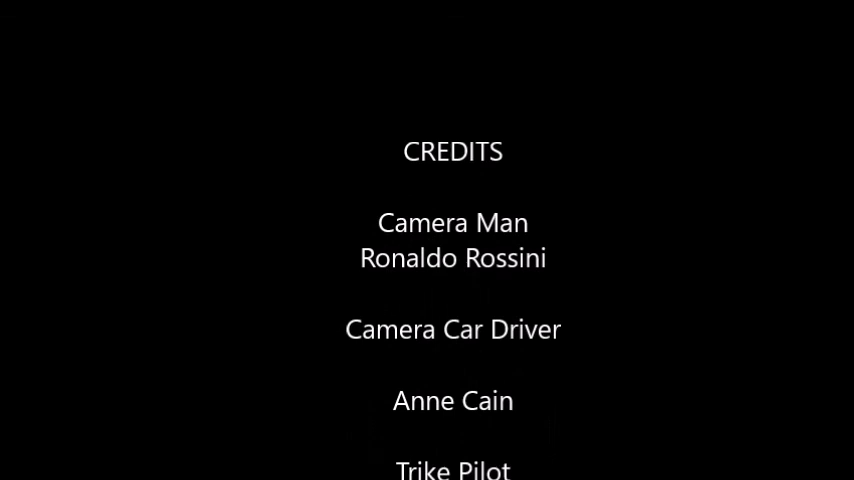 CREDITS
Camera Man
Ronaldo Rossini
Camera Car Driver
Anne Cain
Trike Pilot